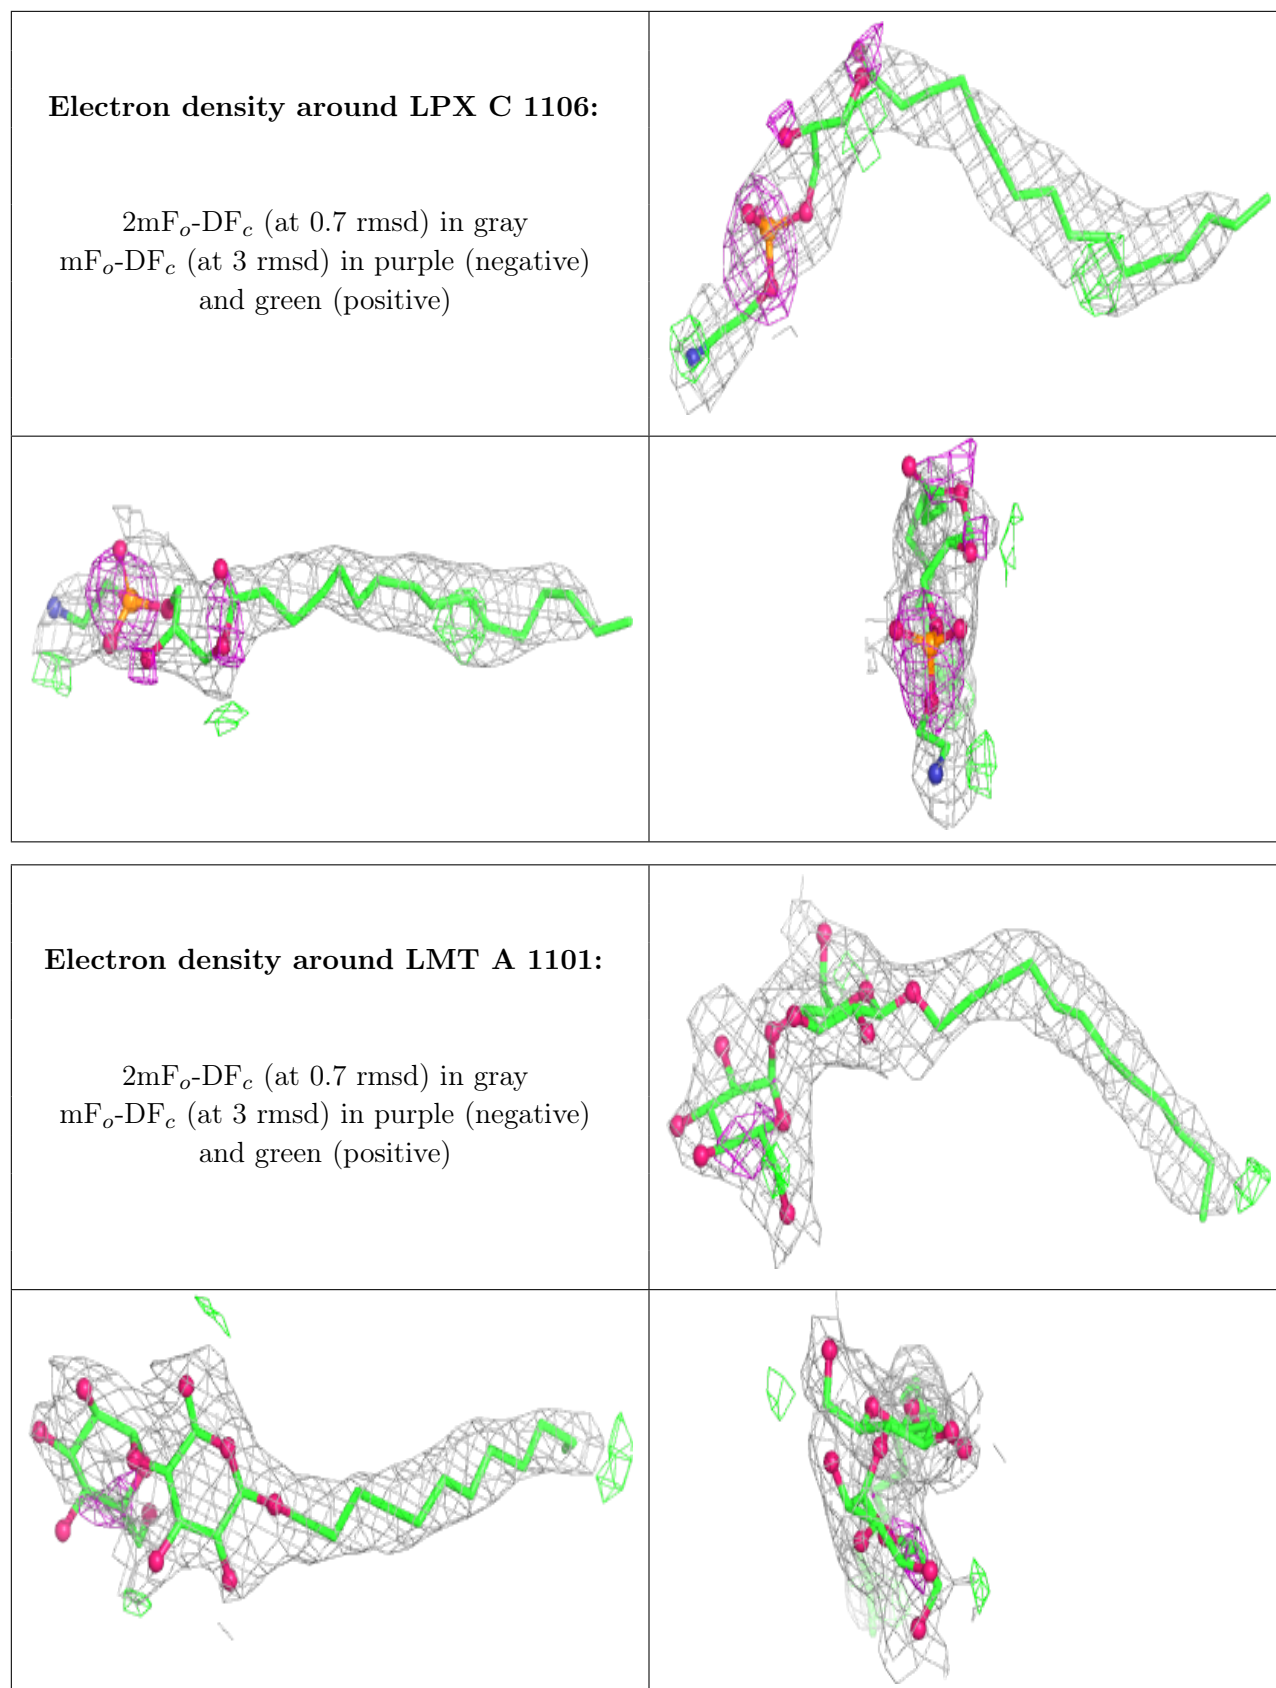 Electron density around LPX C 1106:
2mFo-DFc (at 0.7 rmsd) in gray
mFo-DFc (at 3 rmsd) in purple (negative)
and green (positive)
Electron density around LMT A 1101:
2mFo-DFc (at 0.7 rmsd) in gray
mFo-DFc (at 3 rmsd) in purple (negative)
and green (positive)